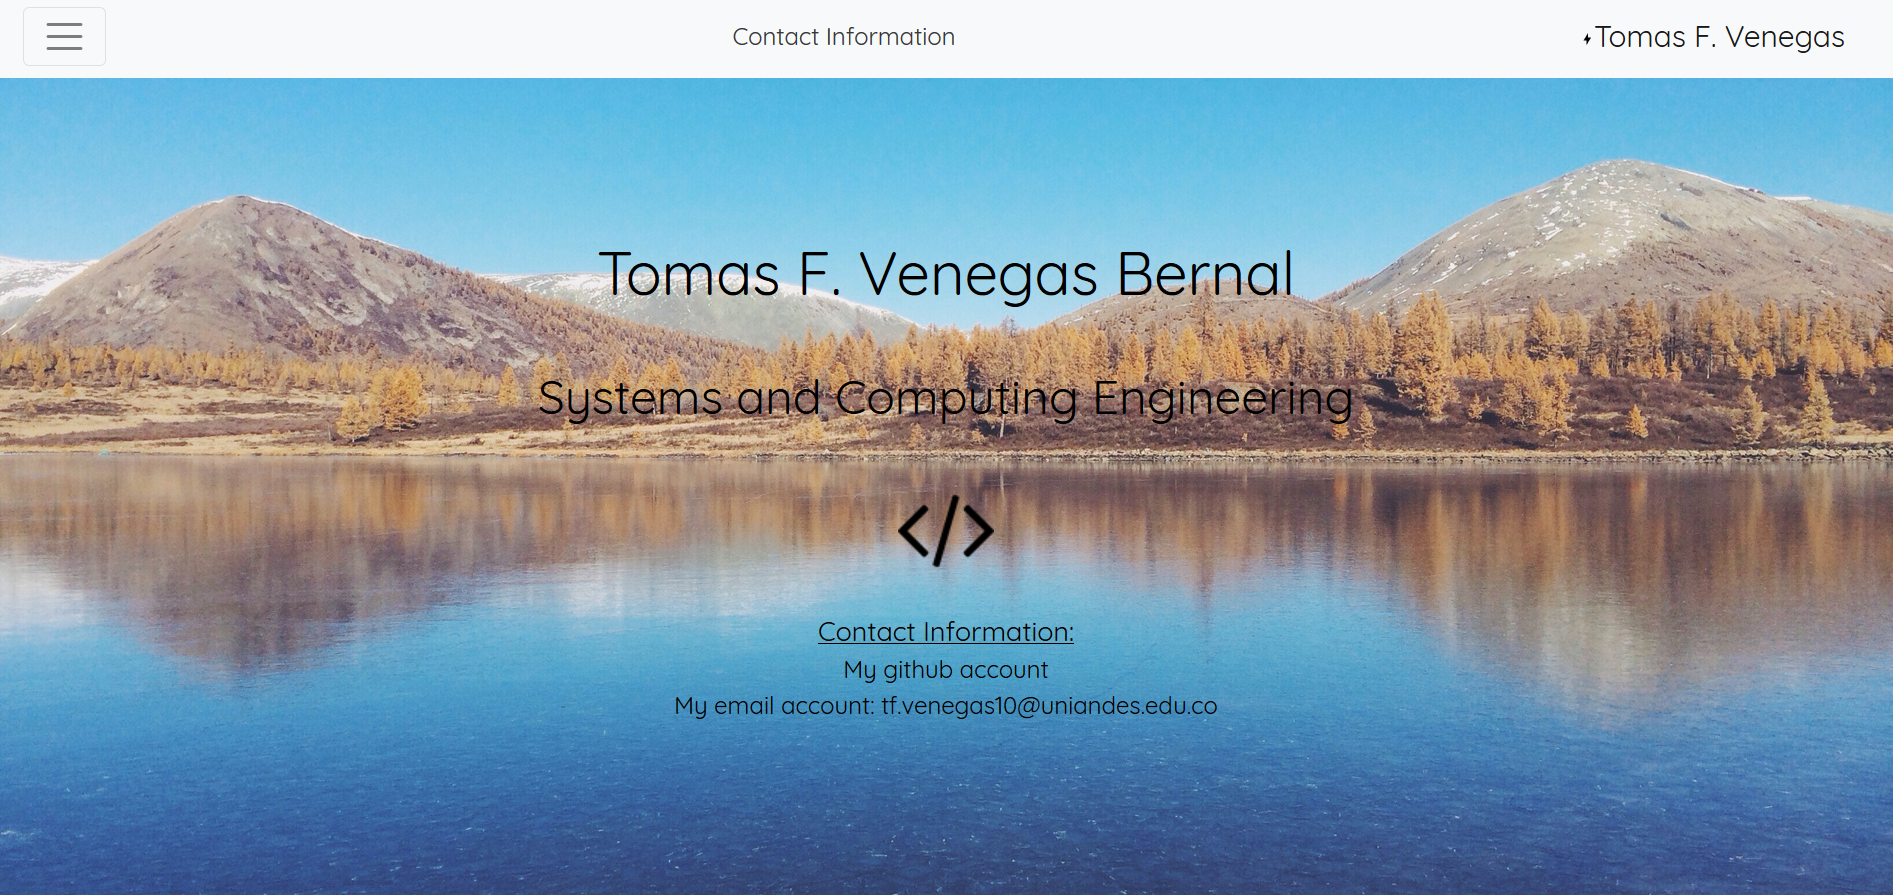 Contact Information
Tomas F. Venegas
Tomas F. Venegas Bernal
Systems and Computing Engineering
</>
Contact Information:
My github account
My email account: tf.venegas10@uniandes.edu.co